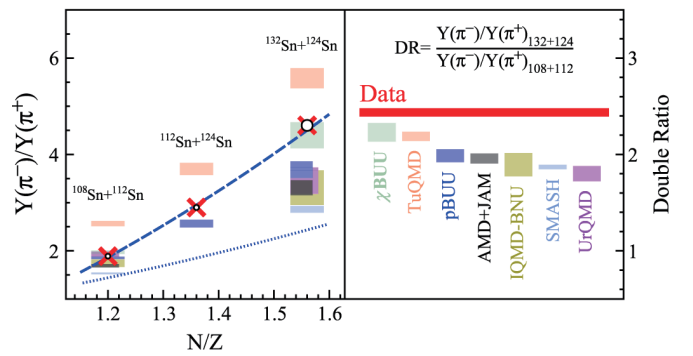 6
4
2
Y(π⁻)/Y(π⁺)
¹⁰⁸Sn+¹¹²Sn
¹¹²Sn+¹²⁴Sn
¹³²Sn+¹²⁴Sn
1.2 1.3 1.4 1.5 1.6
N/Z
DR= Y(π⁻)/Y(π⁺)₁₃₂₊₁₂₄
Y(π⁻)/Y(π⁺)₁₀₈₊₁₁₂
Data
χBUU
TuQMD
pBUU
AMD+JAM
IQMD-BNU
SMASH
UrQMD
3
2
1
Double Ratio